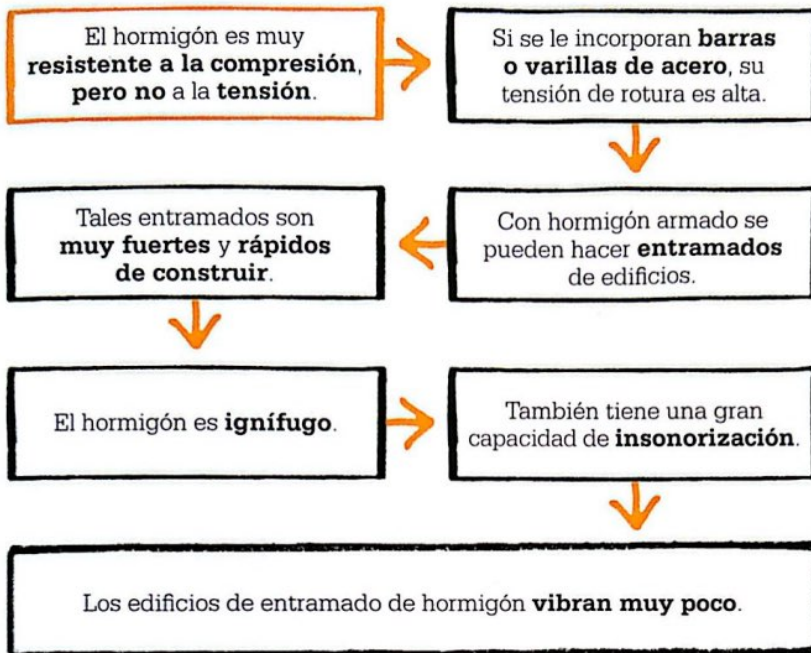 El hormigón es muy
resistente a la compresión,
pero no a la tensión.
Si se le incorporan barras
o varillas de acero, su
tensión de rotura es alta.
Con hormigón armado se
pueden hacer entramados
de edificios.
Tales entramados son
muy fuertes y rápidos
de construir.
El hormigón es ignífugo.
También tiene una gran
capacidad de insonorización.
Los edificios de entramado de hormigón vibran muy poco.